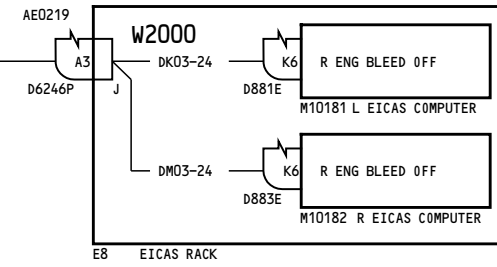 AE0219
W2000
A3 DK03-24 K6 R ENG BLEED OFF
D6246P J D881E
M10181 L EICAS COMPUTER
DM03-24 K6 R ENG BLEED OFF
D883E
M10182 R EICAS COMPUTER
E8 EICAS RACK